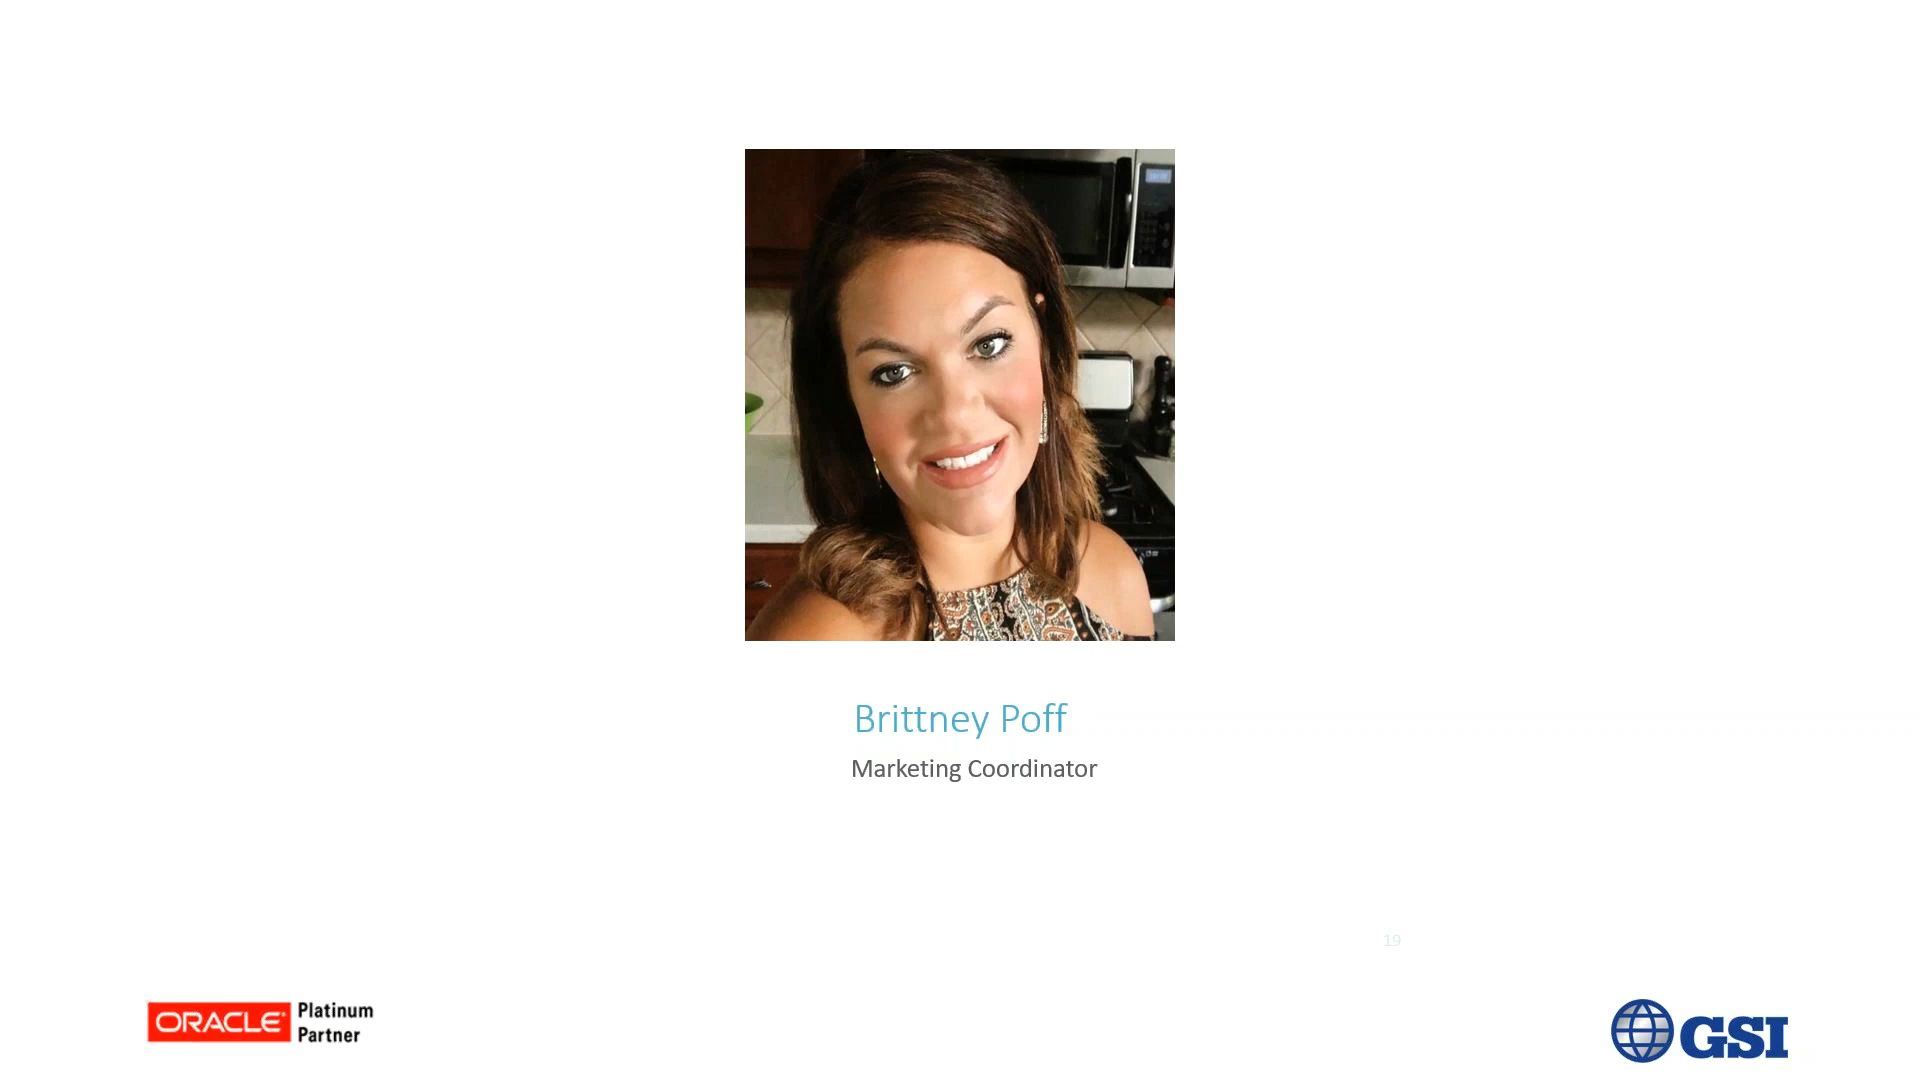 Brittney Poff
Marketing Coordinator
19
ORACLE Platinum
Partner
GSI